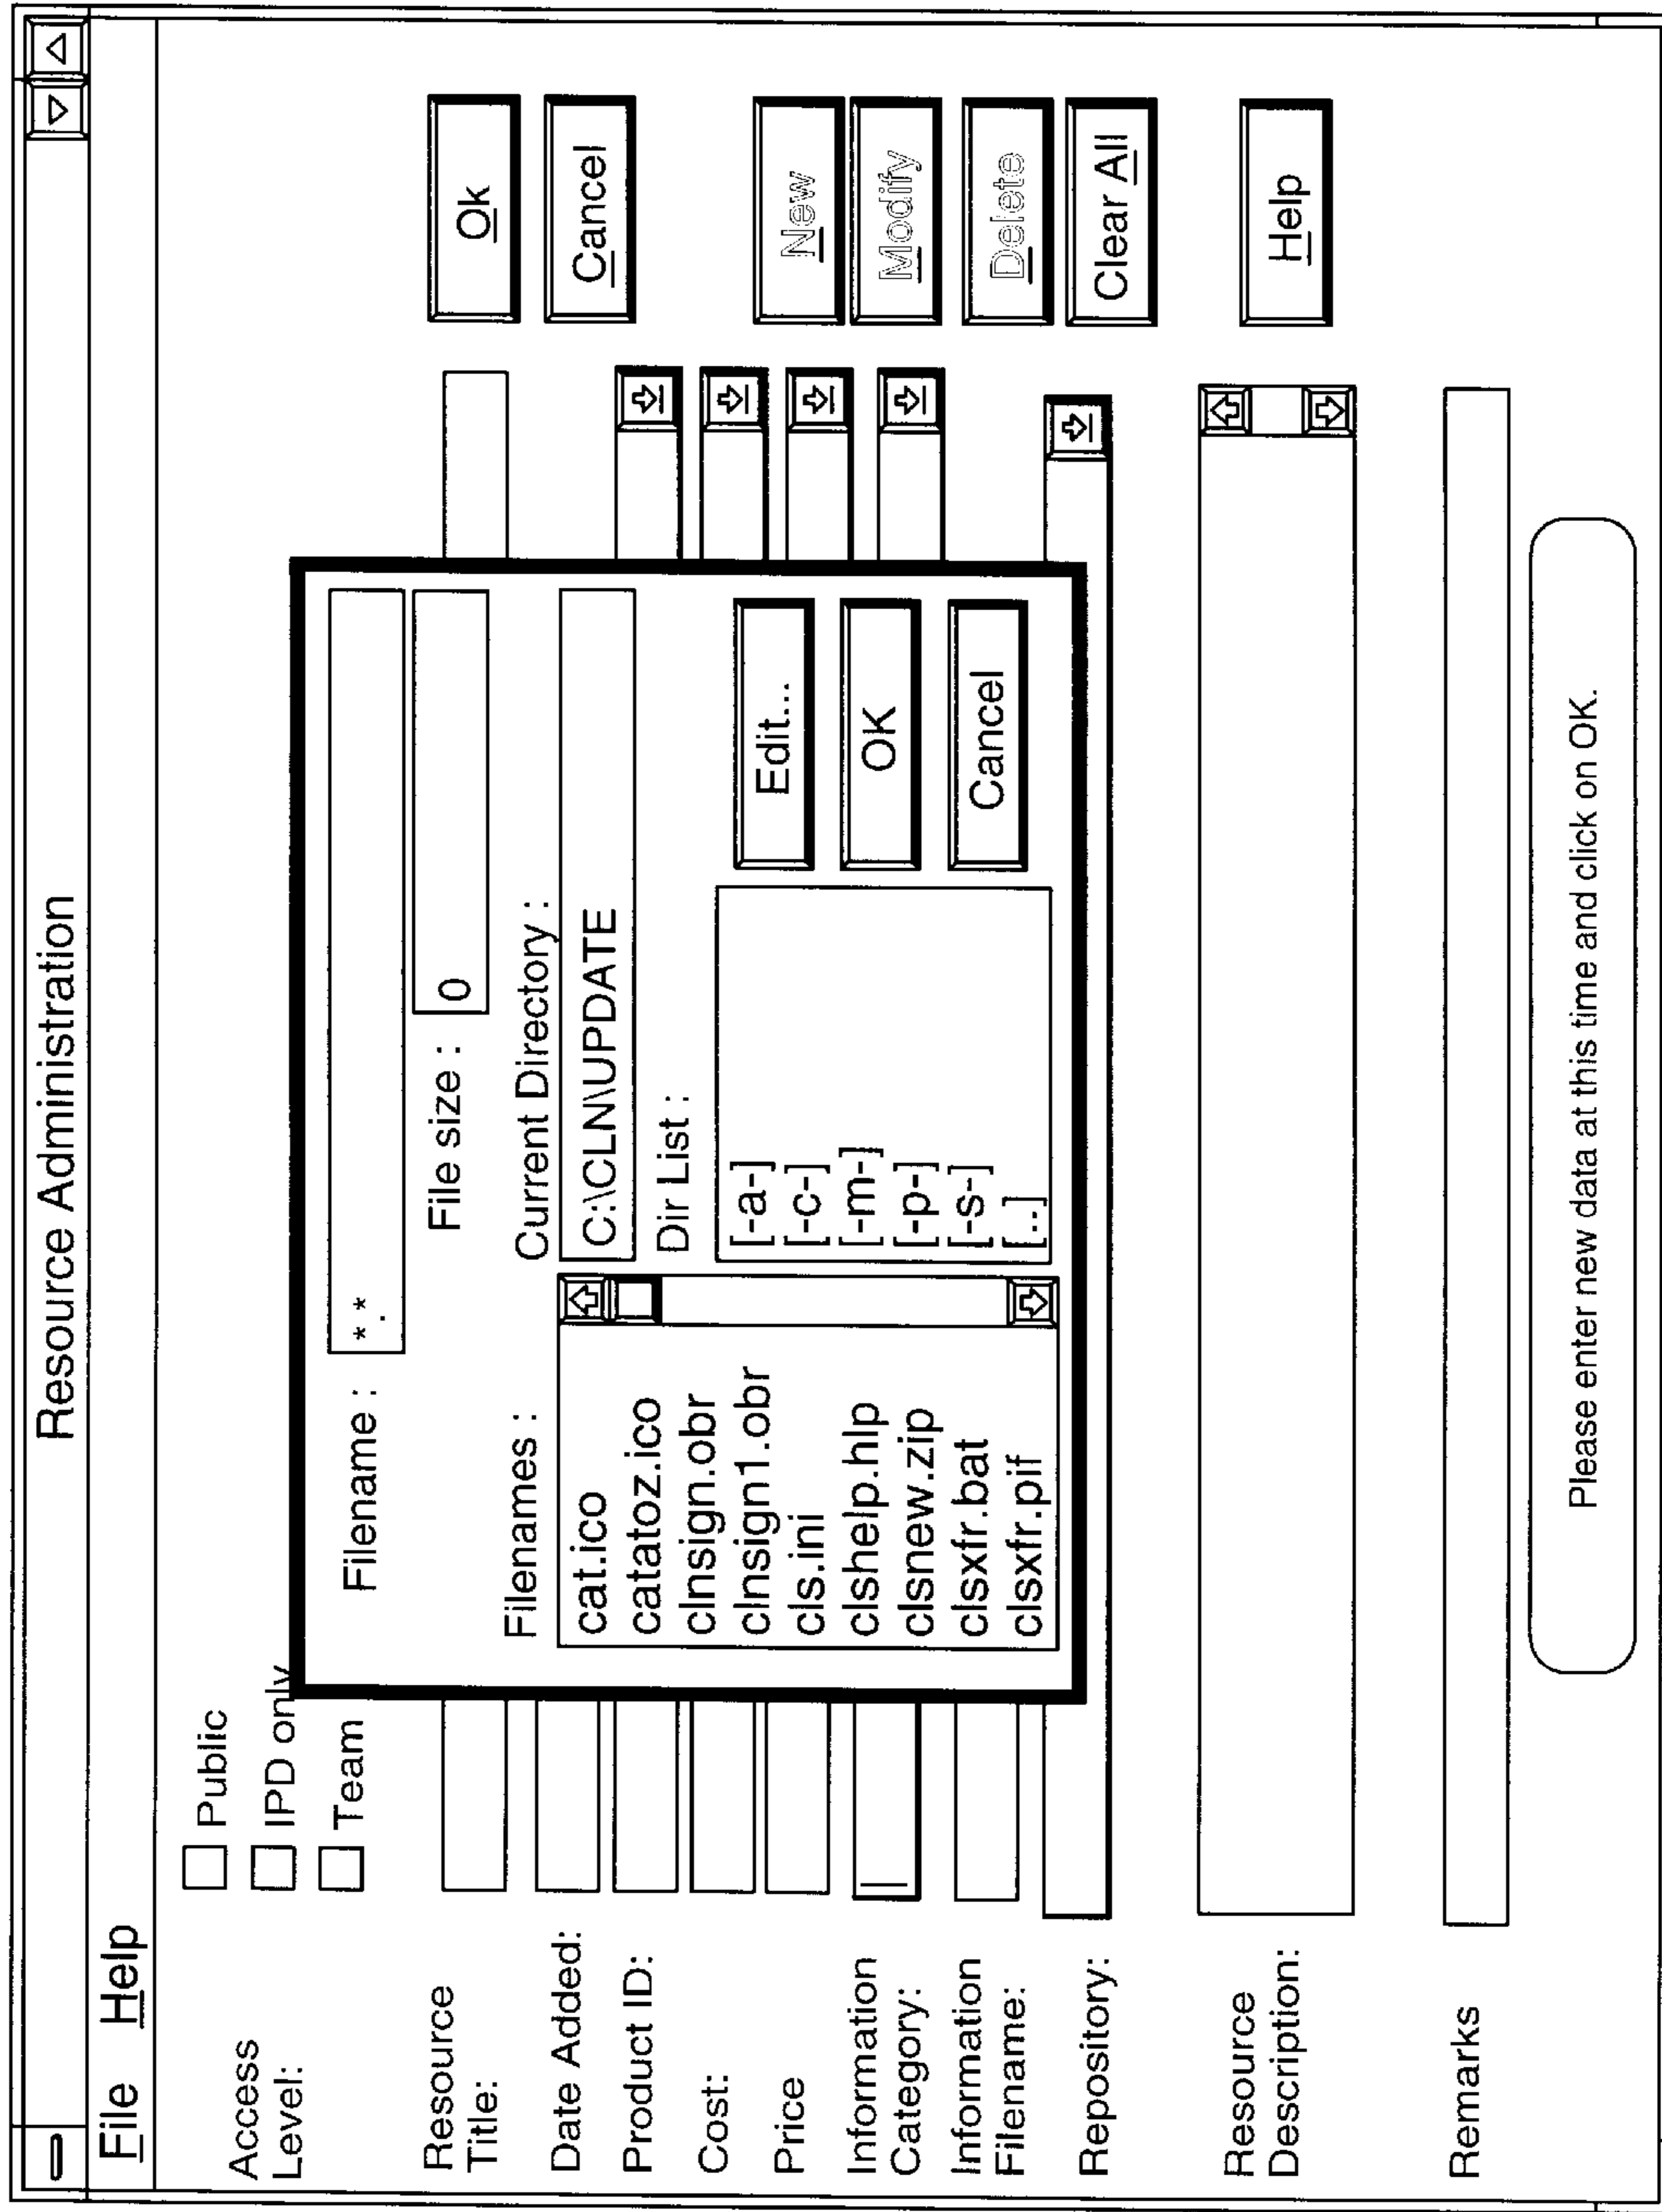 Resource Administration
File Help
Access
Level:
Public
IPD only
Team
Resource
Title:
Date Added:
Product ID:
Cost:
Price
Information
Category:
Information
Filename:
Repository:
Resource
Description:
Remarks
Filename :
*.*
File size :
0
Filenames :
cat.ico
catatoz.ico
clnsign.obr
clnsign1.obr
cls.ini
clshelp.hlp
clsnew.zip
clsxfr.bat
clsxfr.pif
Current Directory :
C:\CLN\UPDATE
Dir List :
[-a-]
[-c-]
[-m-]
[-p-]
[-s-]
[..]
Edit...
OK
Cancel
Ok
Cancel
New
Modify
Delete
Clear All
Help
Please enter new data at this time and click on OK.